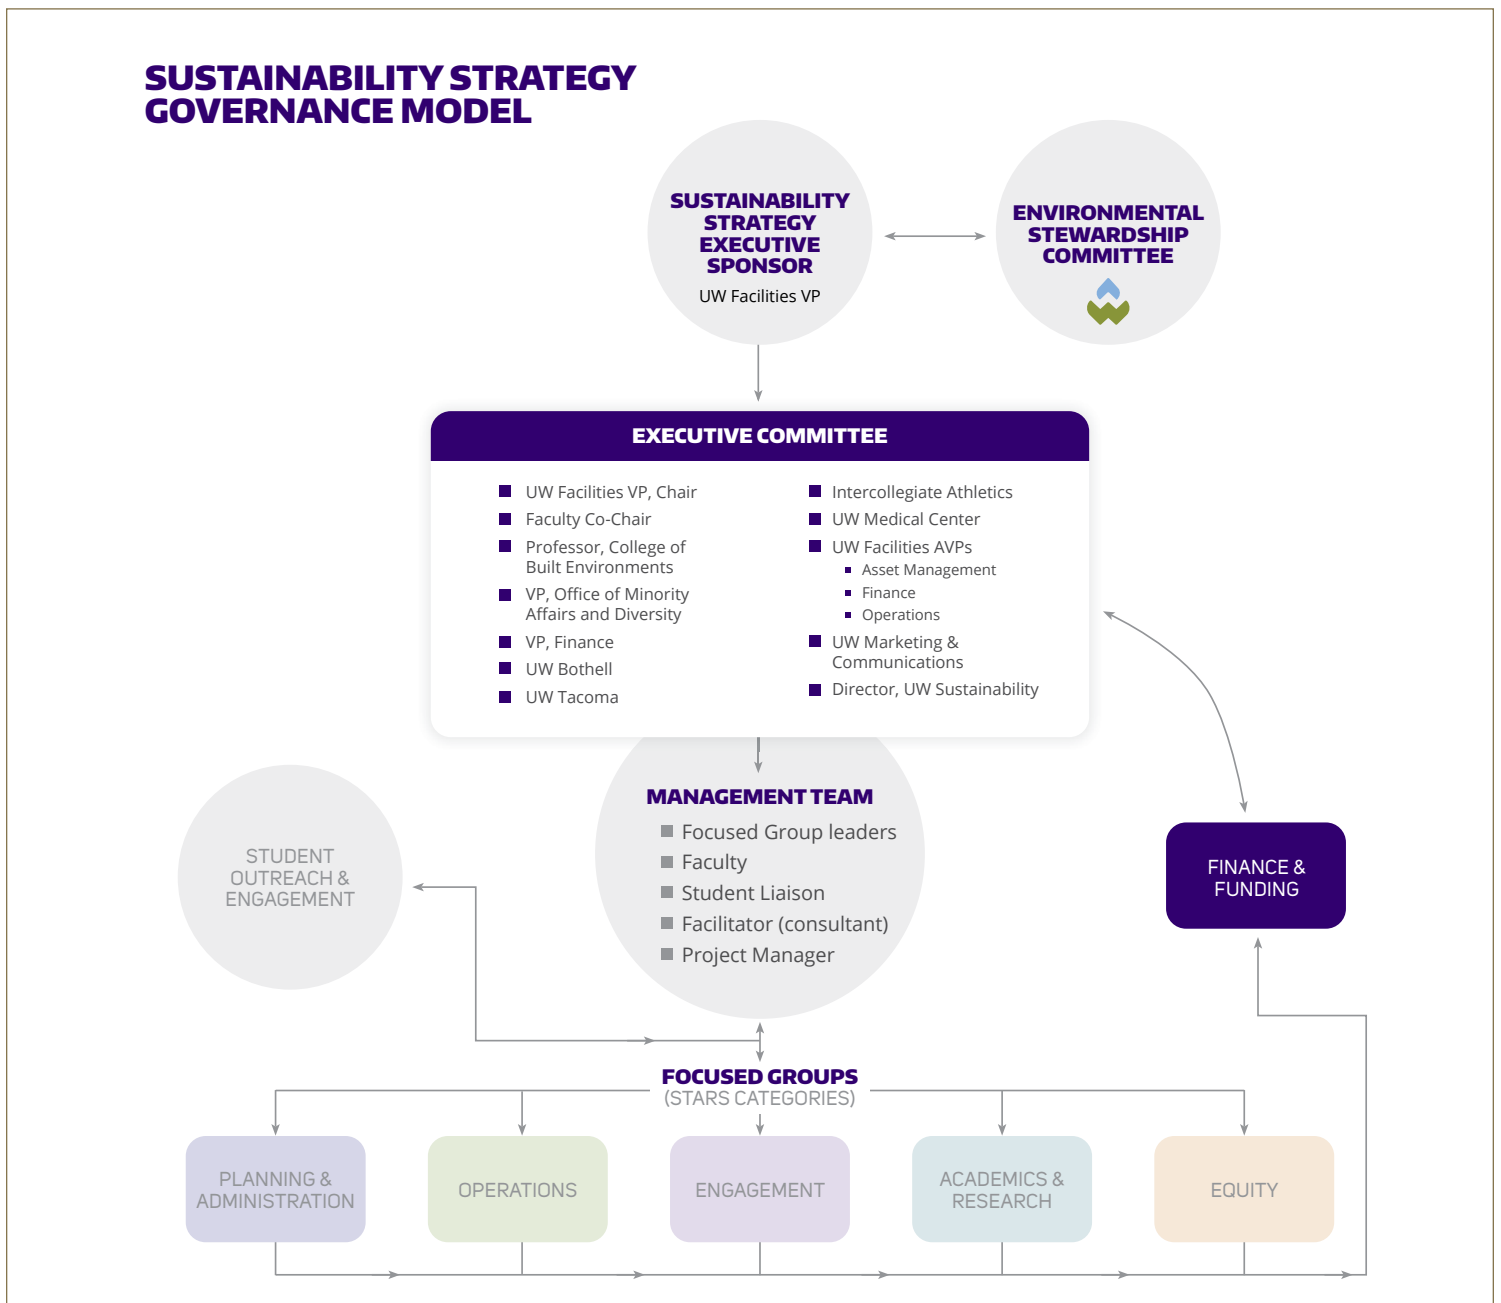 SUSTAINABILITY STRATEGY
GOVERNANCE MODEL
SUSTAINABILITY
STRATEGY
EXECUTIVE
SPONSOR
UW Facilities VP
ENVIRONMENTAL
STEWARDSHIP
COMMITTEE
EXECUTIVE COMMITTEE
UW Facilities VP, Chair
Faculty Co-Chair
Professor, College of
Built Environments
VP, Office of Minority
Affairs and Diversity
VP, Finance
UW Bothell
UW Tacoma
Intercollegiate Athletics
UW Medical Center
UW Facilities AVPs
Asset Management
Finance
Operations
UW Marketing &
Communications
Director, UW Sustainability
MANAGEMENT TEAM
Focused Group leaders
Faculty
Student Liaison
Facilitator (consultant)
Project Manager
STUDENT
OUTREACH &
ENGAGEMENT
FINANCE &
FUNDING
FOCUSED GROUPS
(STARS CATEGORIES)
PLANNING &
ADMINISTRATION
OPERATIONS
ENGAGEMENT
ACADEMICS &
RESEARCH
EQUITY